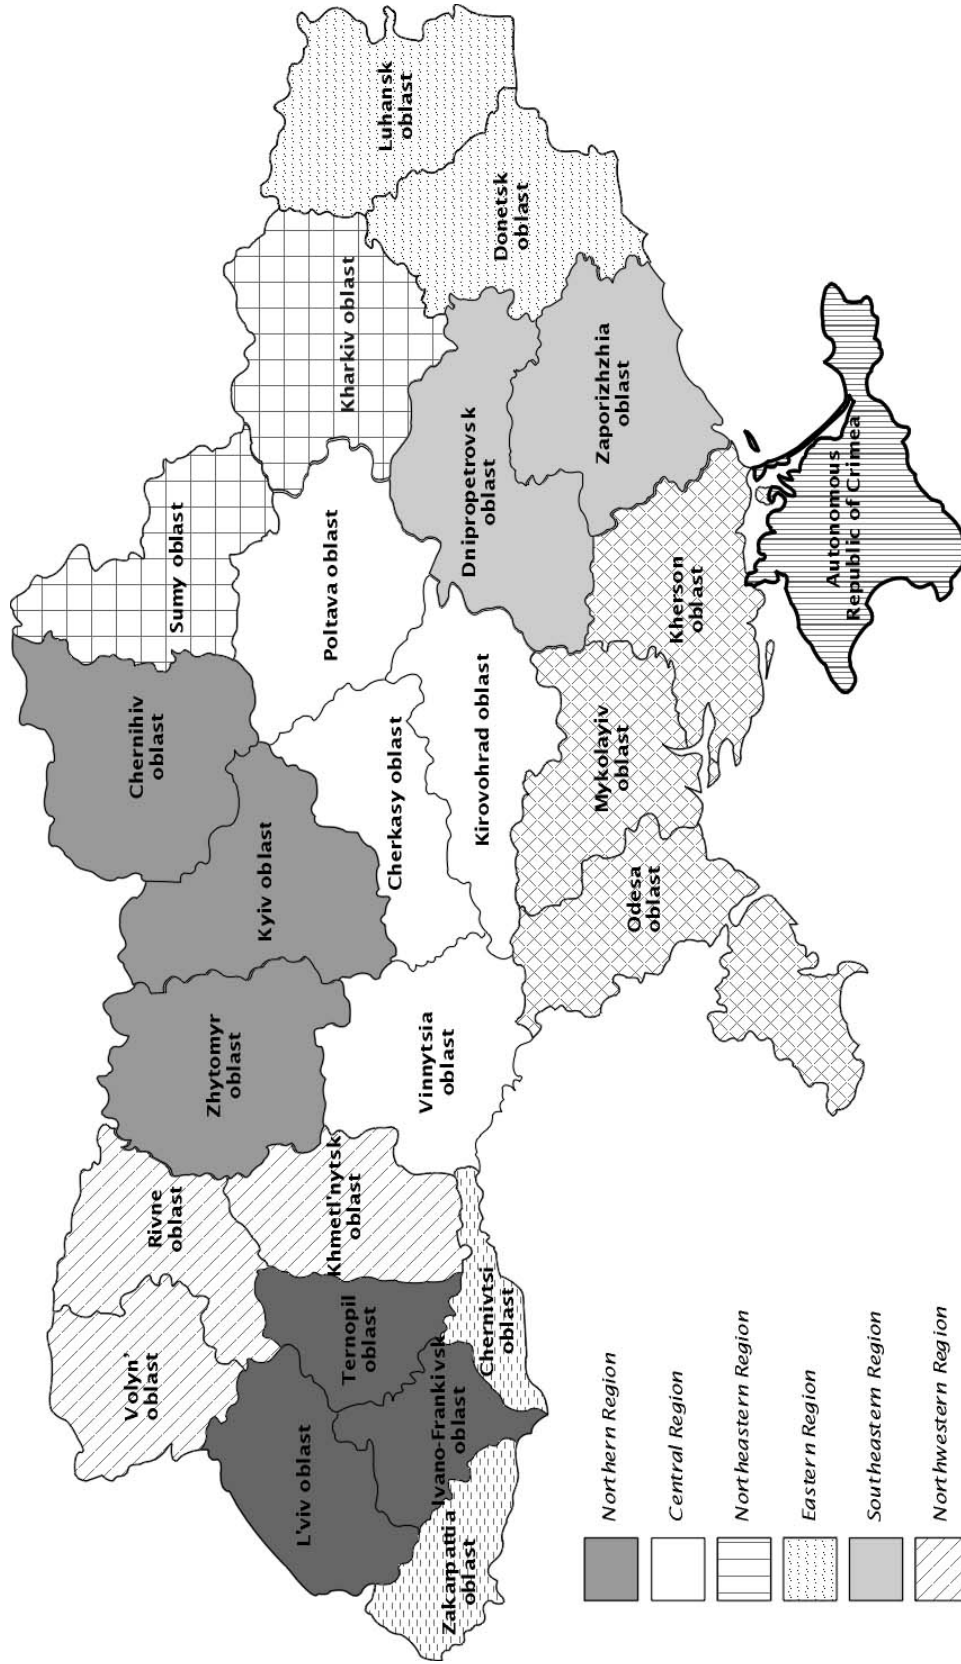 Volyn'
oblast
Rivne
oblast
Zhytomyr
oblast
Kyiv oblast
Chernihiv
oblast
Sumy oblast
Kharkiv oblast
Luhansk
oblast
L'viv oblast
Ternopil
oblast
Khmetl'nytsk
oblast
Vinnytsia
oblast
Cherkasy oblast
Poltava oblast
Kirovohrad oblast
Dnipropetrovsk
oblast
Donetsk
oblast
Zakarpattia
oblast
Ivano-Frankivsk
oblast
Chernivtsi
oblast
Odesa
oblast
Mykolayiv
oblast
Kherson
oblast
Zaporizhzhia
oblast
Autonomous
Republic of Crimea
Northern Region
Central Region
Northeastern Region
Eastern Region
Southeastern Region
Northwestern Region